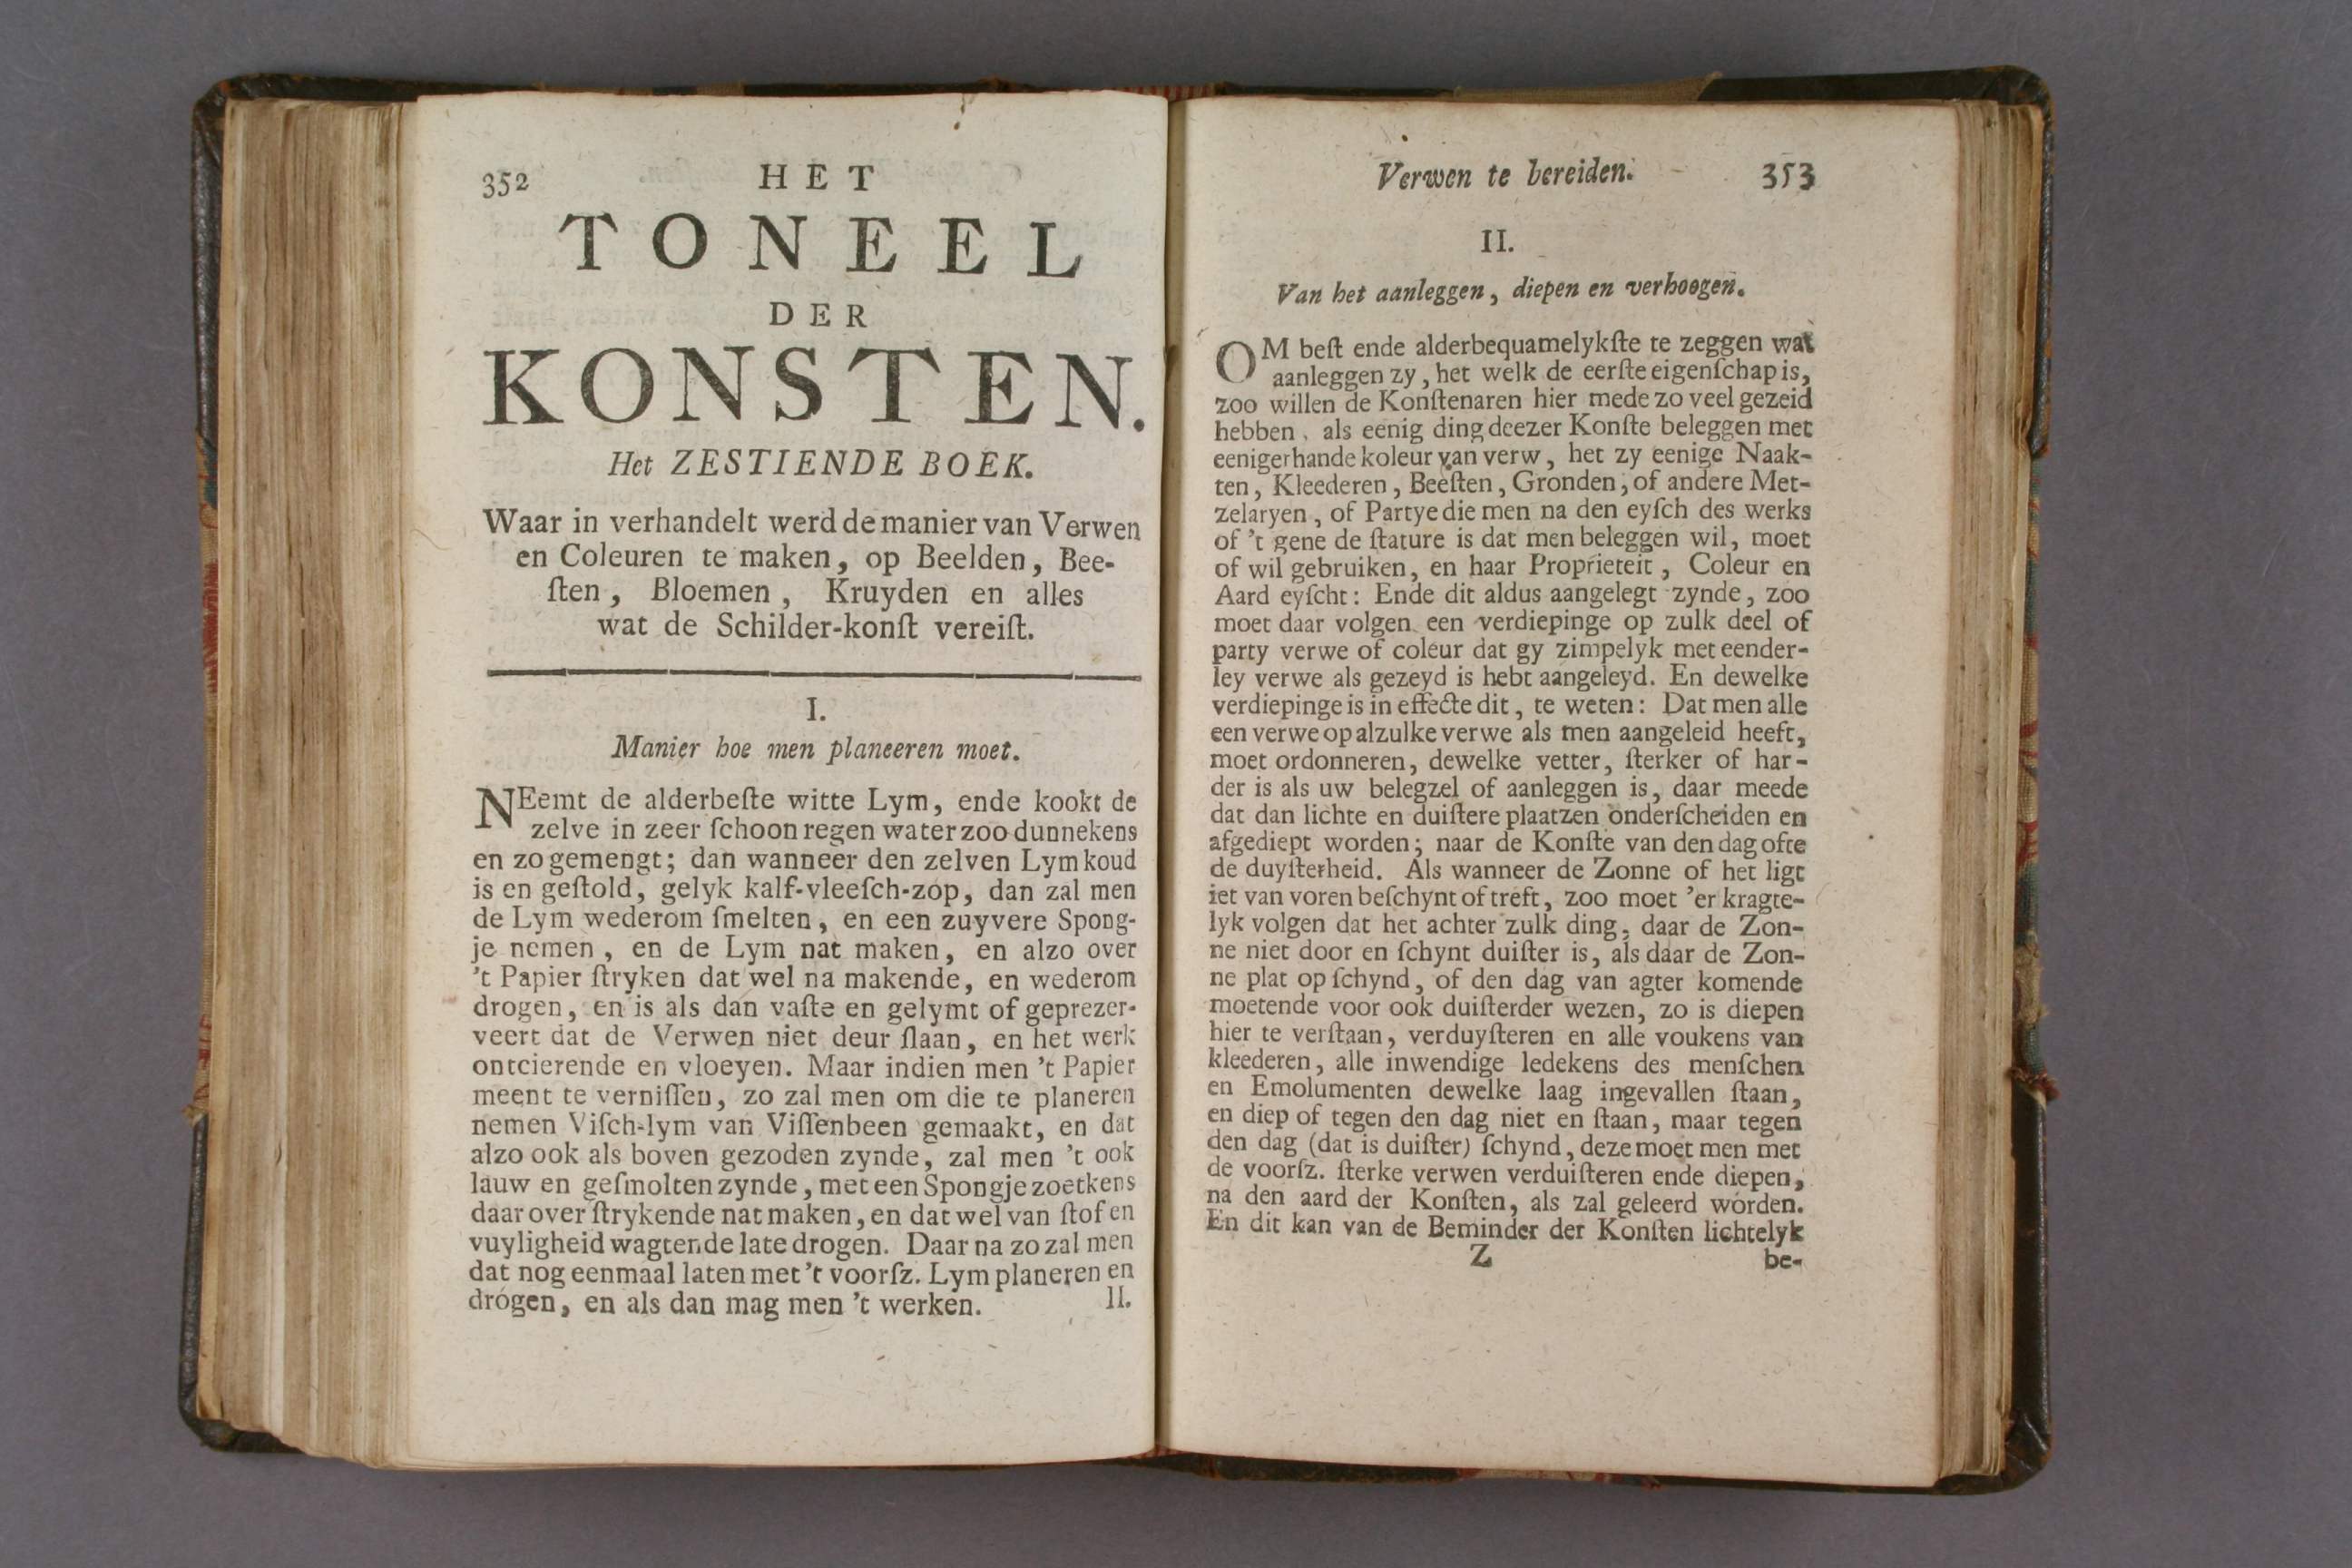 352
HET
TONEEL
DER
KONSTEN.
Het ZESTIENDE BOEK.
Waar in verhandelt werd de manier van Verwen
en Coleuren te maken, op Beelden, Bee-
ſten, Bloemen, Kruyden en alles
wat de Schilder-konſt vereiſt.
I.
Manier hoe men planeeren moet.
NEemt de alderbeſte witte Lym, ende kookt de
zelve in zeer ſchoon regen water zoo dunnekens
en zo gemengt; dan wanneer den zelven Lym koud
is en geſtold, gelyk kalf-vleeſch-zop, dan zal men
de Lym wederom ſmelten, en een zuyvere Spong-
je nemen, en de Lym nat maken, en alzo over
't Papier ſtryken dat wel na makende, en wederom
drogen, en is als dan vaſte en gelymt of geprezer-
veert dat de Verwen niet deur ſlaan, en het werk
ontcierende en vloeyen. Maar indien men 't Papier
meent te verniſſen, zo zal men om die te planeren
nemen Viſch-lym van Viſſenbeen gemaakt, en dat
alzo ook als boven gezoden zynde, zal men 't ook
lauw en geſmolten zynde, met een Spongje zoetkens
daar over ſtrykende nat maken, en dat wel van ſtof en
vuyligheid wagtende late drogen. Daar na zo zal men
dat nog eenmaal laten met 't voorſz. Lym planeren en
drogen, en als dan mag men 't werken.
II.
Verwen te bereiden.
353
II.
Van het aanleggen, diepen en verhoogen.
OM beſt ende alderbequamelykſte te zeggen wat
aanleggen zy, het welk de eerſte eigenſchap is,
zoo willen de Konſtenaren hier mede zo veel gezeid
hebben, als eenig ding deezer Konſte beleggen met
eenigerhande koleur van verw, het zy eenige Naak-
ten, Kleederen, Beeſten, Gronden, of andere Met-
zelaryen, of Partye die men na den eyſch des werks
of 't gene de ſtature is dat men beleggen wil, moet
of wil gebruiken, en haar Proprieteit, Coleur en
Aard eyſcht: Ende dit aldus aangelegt zynde, zoo
moet daar volgen een verdiepinge op zulk deel of
party verwe of coleur dat gy zimpelyk met eender-
ley verwe als gezeyd is hebt aangeleyd. En dewelke
verdiepinge is in effecte dit, te weten: Dat men alle
een verwe op alzulke verwe als men aangeleid heeft,
moet ordonneren, dewelke vetter, ſterker of har-
der is als uw belegzel of aanleggen is, daar meede
dat dan lichte en duiſtere plaatzen onderſcheiden en
afgediept worden; naar de Konſte van den dag ofte
de duyſterheid. Als wanneer de Zonne of het ligt
iet van voren beſchynt of treft, zoo moet 'er kragte-
lyk volgen dat het achter zulk ding, daar de Zon-
ne niet door en ſchynt duiſter is, als daar de Zon-
ne plat op ſchynd, of den dag van agter komende
moetende voor ook duiſterder wezen, zo is diepen
hier te verſtaan, verduyſteren en alle voukens van
kleederen, alle inwendige ledekens des menſchen
en Emolumenten dewelke laag ingevallen ſtaan,
en diep of tegen den dag niet en ſtaan, maar tegen
den dag (dat is duiſter) ſchynd, deze moet men met
de voorſz. ſterke verwen verduiſteren ende diepen,
na den aard der Konſten, als zal geleerd worden.
En dit kan van de Beminder der Konſten lichtelyk
Z
be-